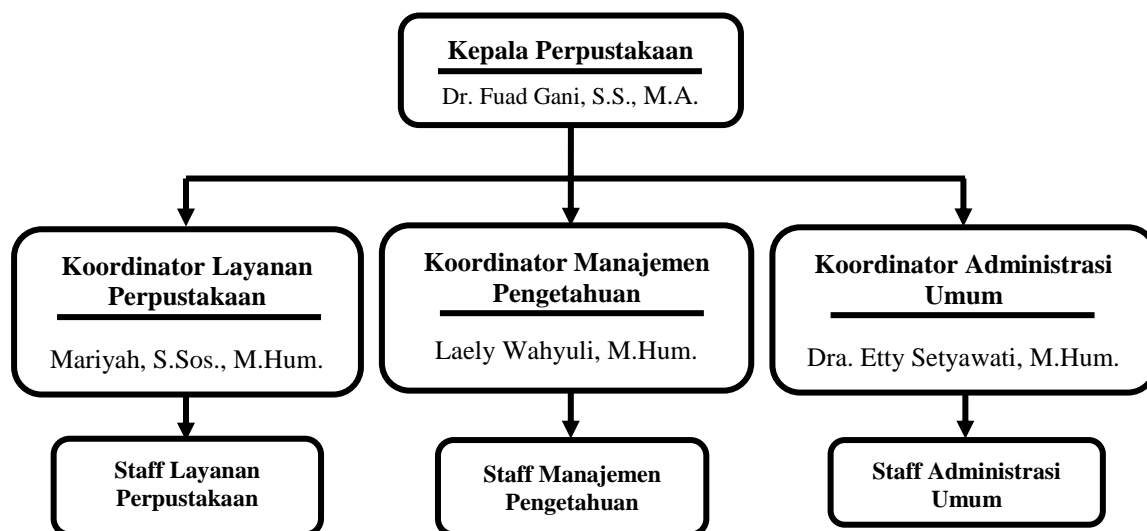 Kepala Perpustakaan
Dr. Fuad Gani, S.S., M.A.
Koordinator Layanan
Perpustakaan
Mariyah, S.Sos., M.Hum.
Koordinator Manajemen
Pengetahuan
Laely Wahyuli, M.Hum.
Koordinator Administrasi
Umum
Dra. Etty Setyawati, M.Hum.
Staff Layanan
Perpustakaan
Staff Manajemen
Pengetahuan
Staff Administrasi
Umum